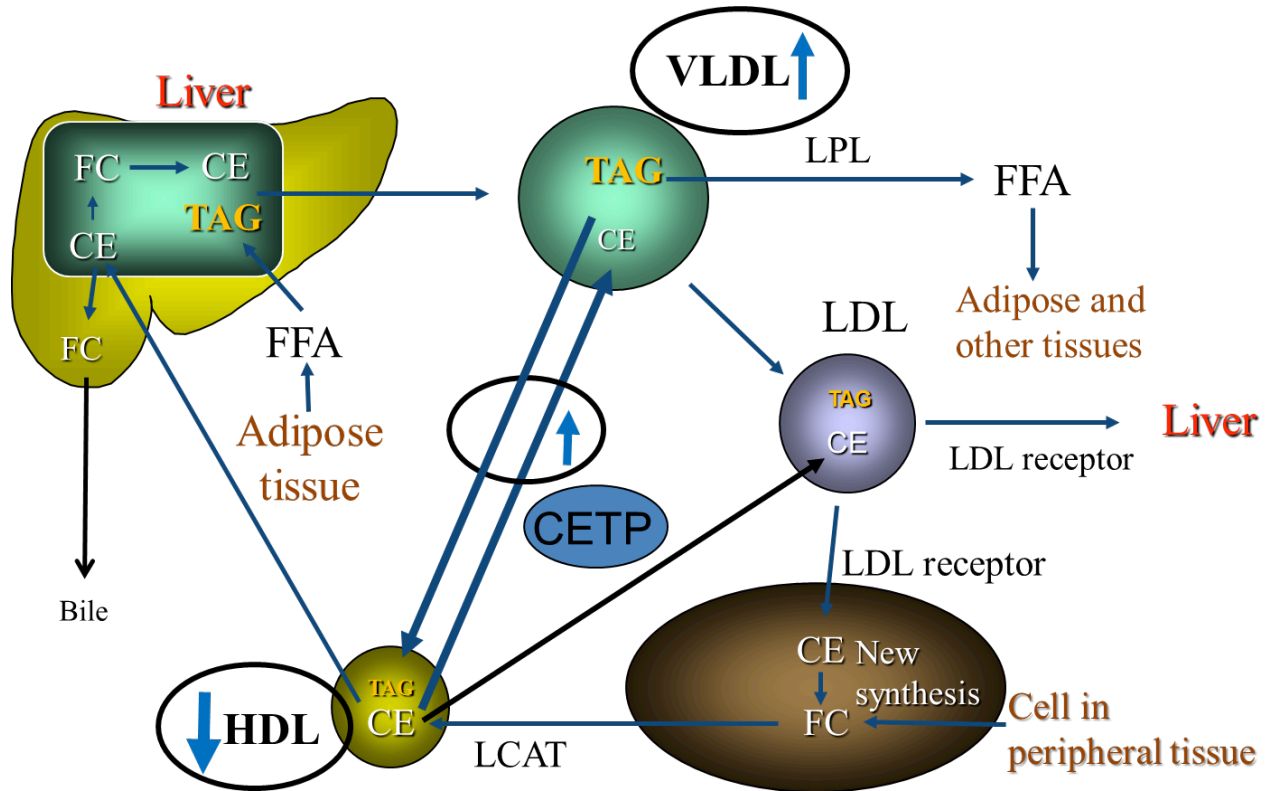 VLDL
Liver
LPL
FC
CE
TAG
FFA
TAG
CE
CE
Adipose and
other tissues
LDL
FC
FFA
TAG
Adipose
tissue
CE
Liver
LDL receptor
CETP
LDL receptor
Bile
CE
New
synthesis
TAG
CE
HDL
FC
Cell in
peripheral tissue
LCAT